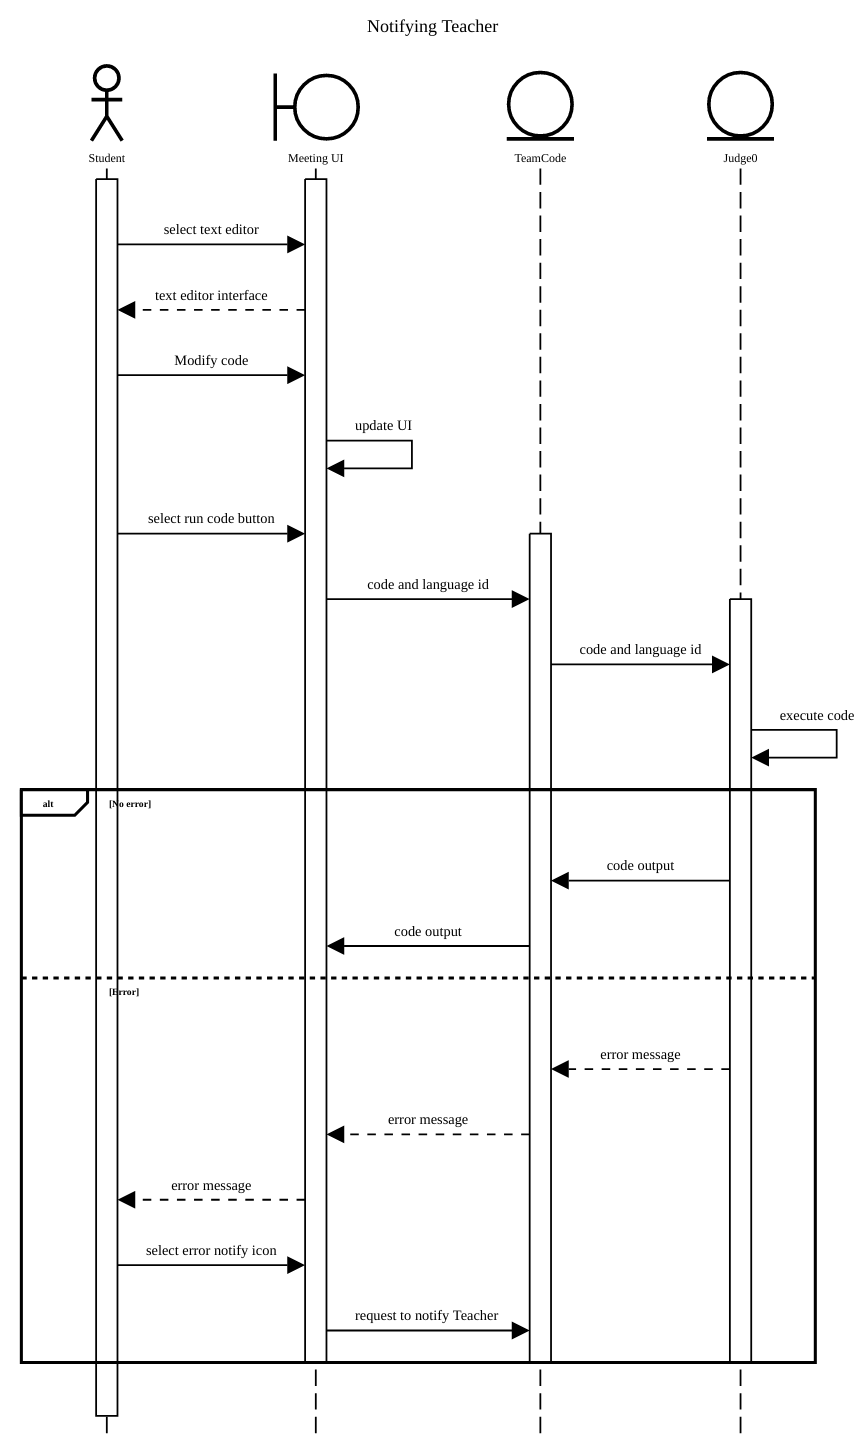 Notifying Teacher
Student
Meeting UI
TeamCode
Judge0
select text editor
text editor interface
Modify code
update UI
select run code button
code and language id
code and language id
execute code
alt
[No error]
code output
code output
[Error]
error message
error message
error message
select error notify icon
request to notify Teacher